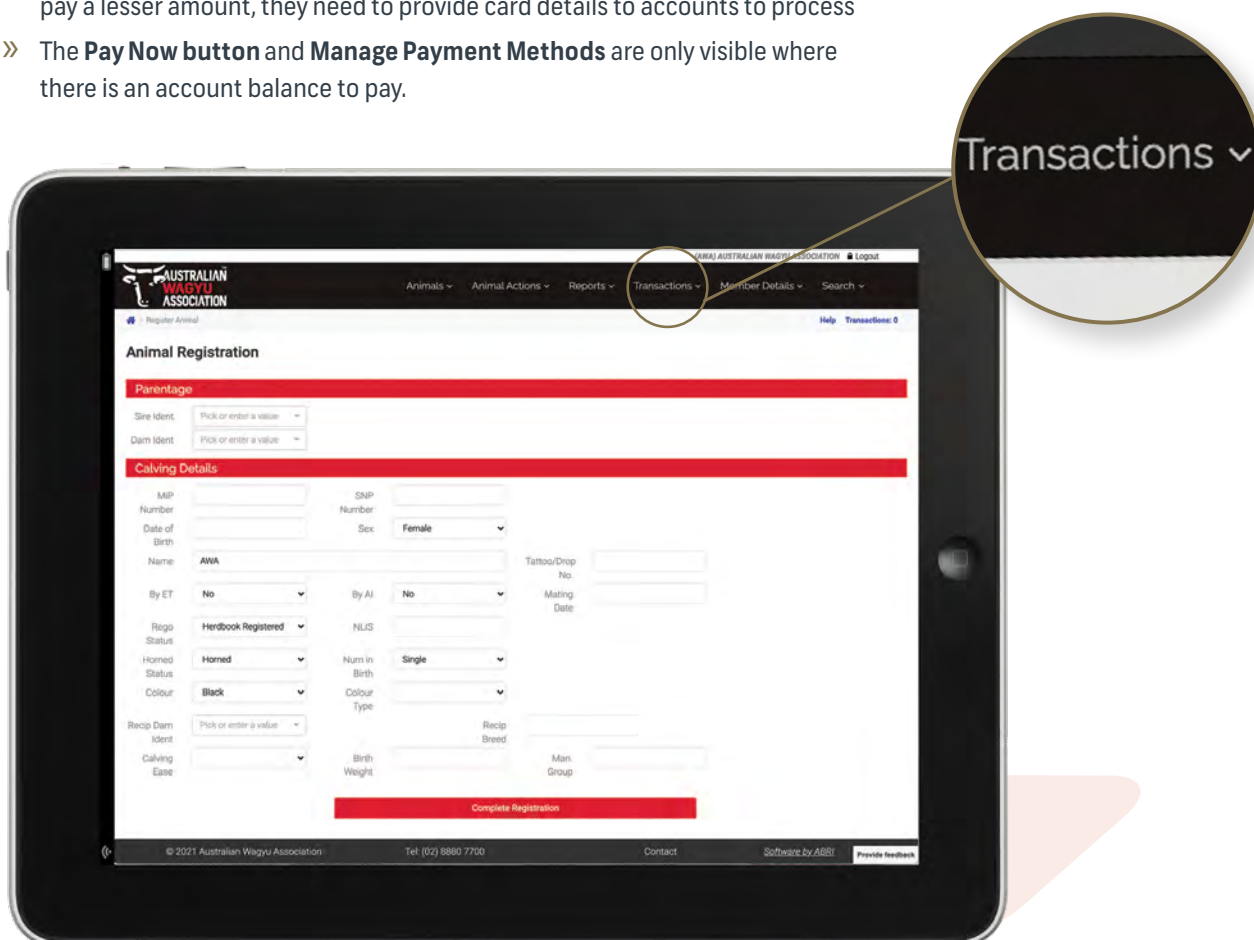 pay a lesser amount, they need to provide card details to accounts to process
» The Pay Now button and Manage Payment Methods are only visible where
there is an account balance to pay.
Transactions
(AWA) AUSTRALIAN WAGYU ASSOCIATION Logout
AUSTRALIAN
WAGYU
ASSOCIATION
Animals Animal Actions Reports Transactions Member Details Search
Register Animal
Help Transactions: 0
Animal Registration
Parentage
Sire Ident Pick or enter a value
Dam Ident Pick or enter a value
Calving Details
MiP Number SNP Number
Date of Birth Sex Female
Name AWA Tattoo/Drop No.
By ET No By AI No Mating Date
Rego Status Herdbook Registered NLIS
Horned Status Horned Num in Birth Single
Colour Black Colour Type
Recip Dam Ident Pick or enter a value Recip Breed
Calving Ease Birth Weight Man. Group
Complete Registration
© 2021 Australian Wagyu Association Tel: (02) 8880 7700 Contact Software by ABRI Provide feedback